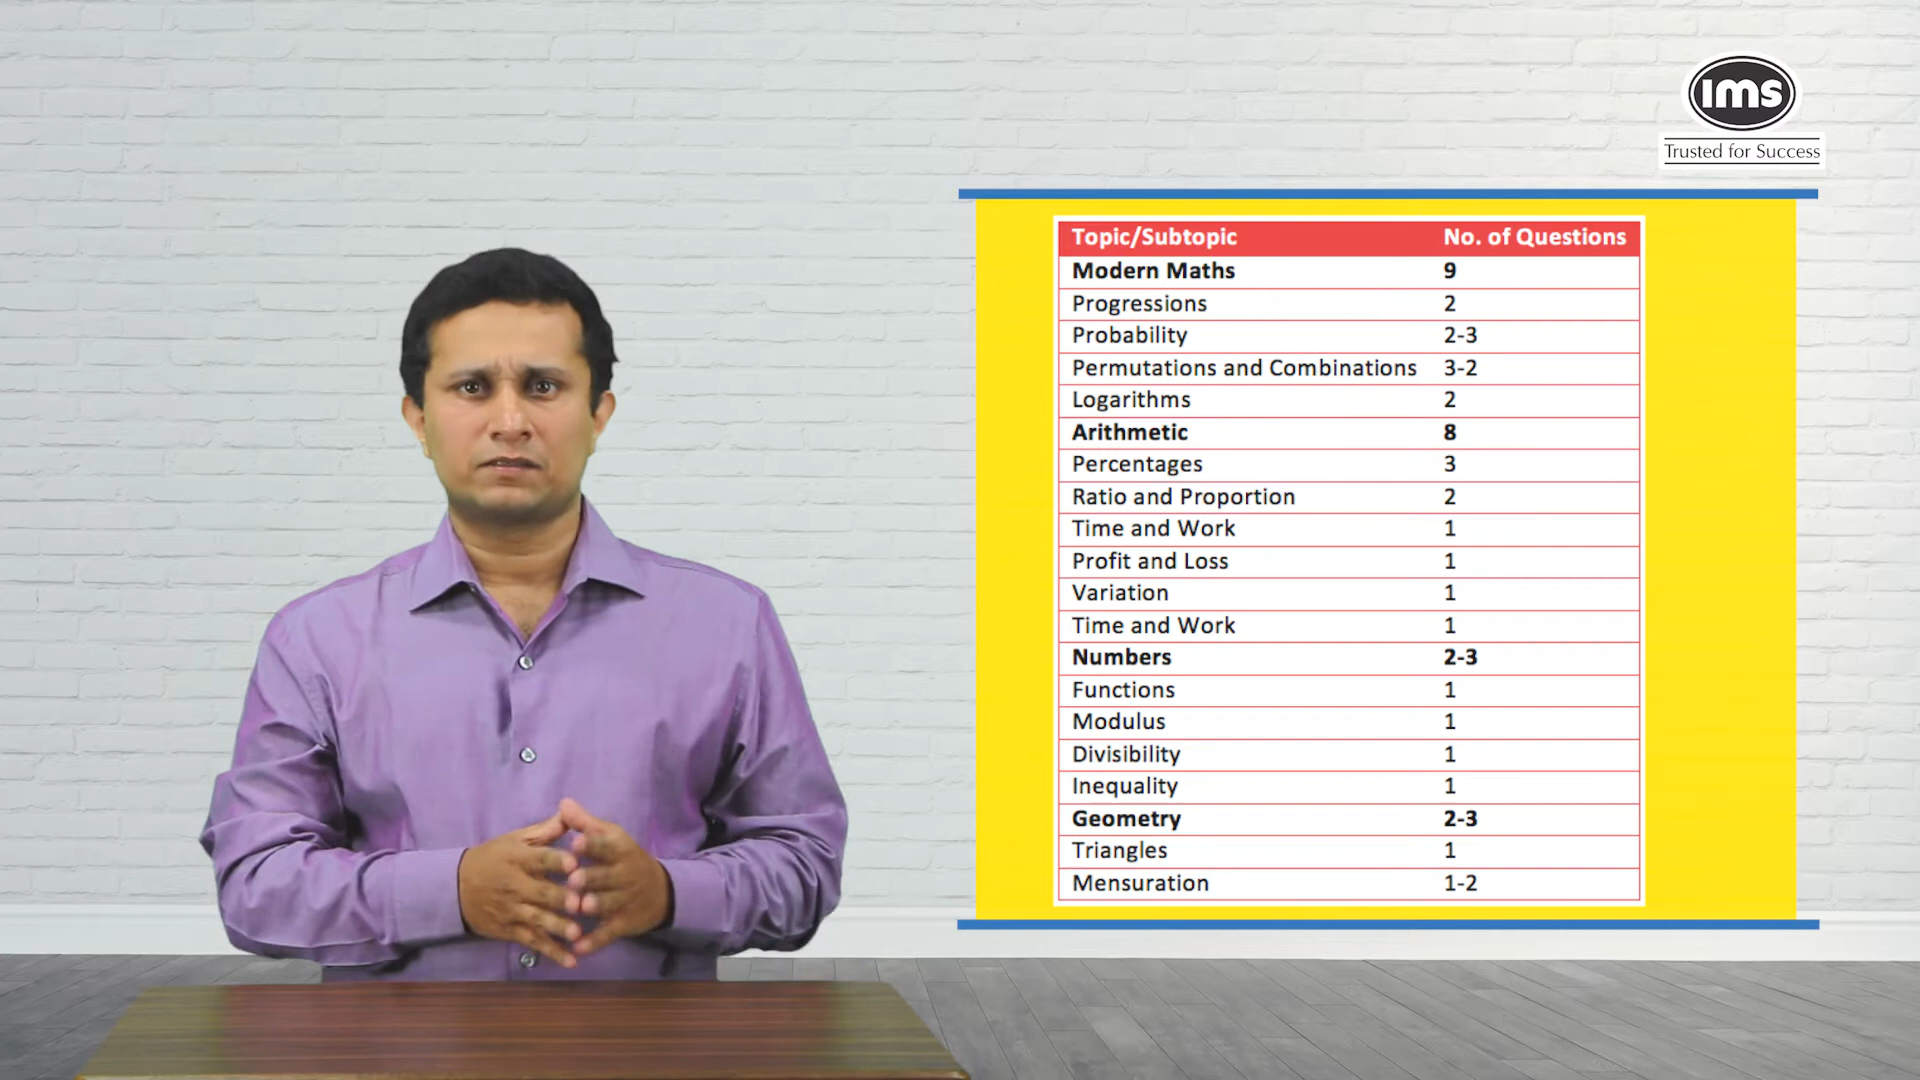 ıms
Trusted for Success
Topic/Subtopic No. of Questions
Modern Maths 9
Progressions 2
Probability 2-3
Permutations and Combinations 3-2
Logarithms 2
Arithmetic 8
Percentages 3
Ratio and Proportion 2
Time and Work 1
Profit and Loss 1
Variation 1
Time and Work 1
Numbers 2-3
Functions 1
Modulus 1
Divisibility 1
Inequality 1
Geometry 2-3
Triangles 1
Mensuration 1-2